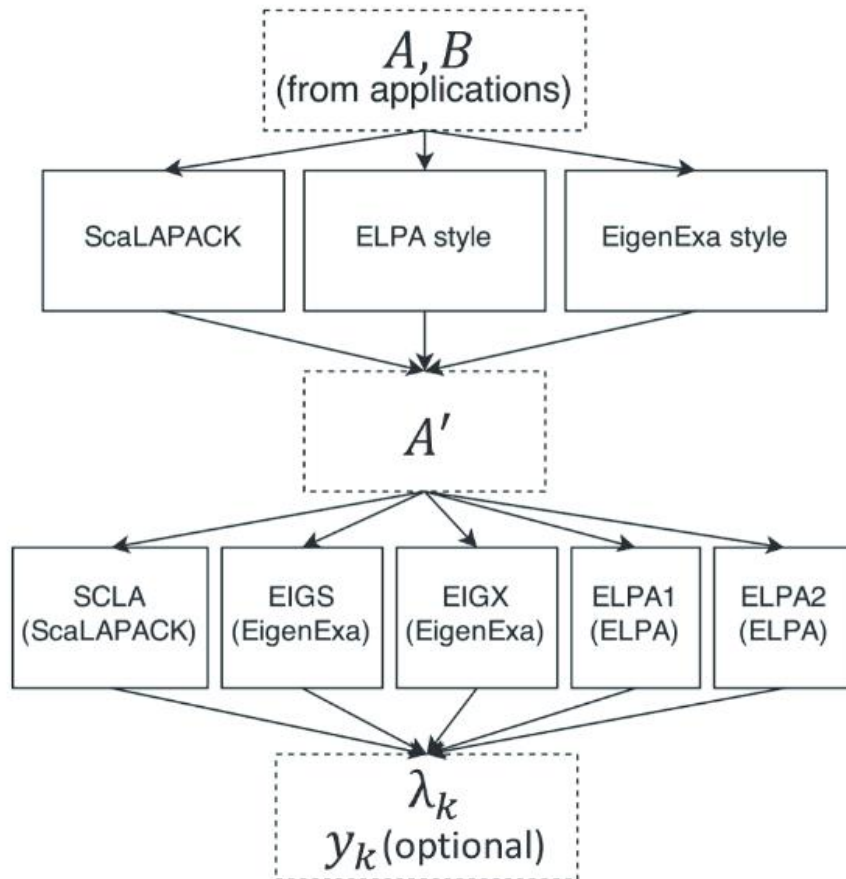 A, B
(from applications)
ScaLAPACK
ELPA style
EigenExa style
A′
SCLA
(ScaLAPACK)
EIGS
(EigenExa)
EIGX
(EigenExa)
ELPA1
(ELPA)
ELPA2
(ELPA)
λₖ
yₖ(optional)